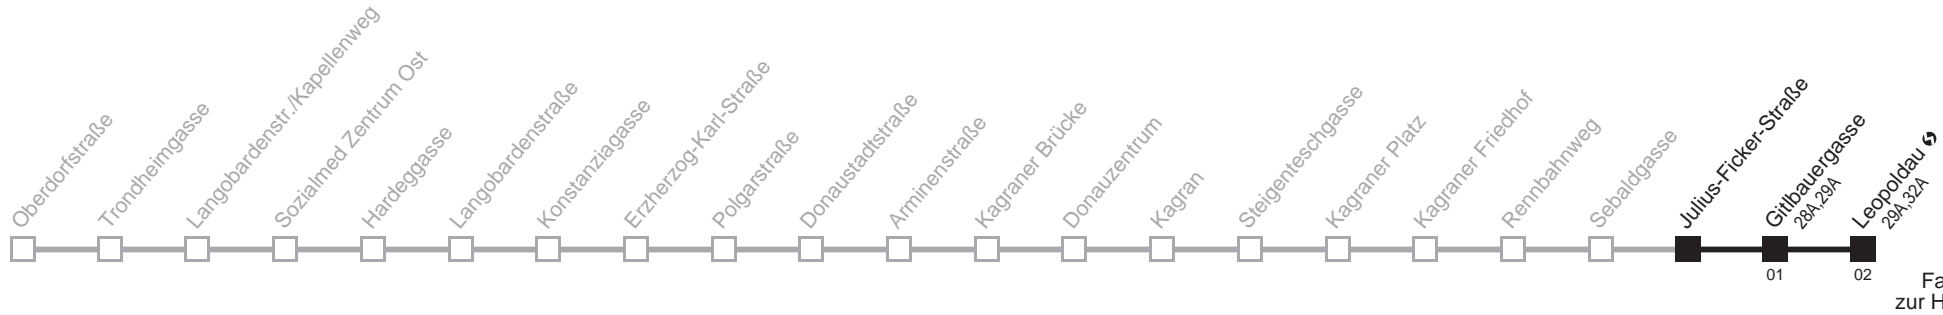 Oberdorfstraße
Trondheimgasse
Langobardenstr./Kapellenweg
Sozialmed Zentrum Ost
Hardeggasse
Langobardenstraße
Konstanziagasse
Erzherzog-Karl-Straße
Polgarstraße
Donaustadtstraße
Arminenstraße
Kagraner Brücke
Donauzentrum
Kagran
Steigenteschgasse
Kagraner Platz
Kagraner Friedhof
Rennbahnweg
Sebaldgasse
Julius-Ficker-Straße
Gitlbauergasse
28A,29A
Leopoldau
29A,32A
01
02
Fa
zur H